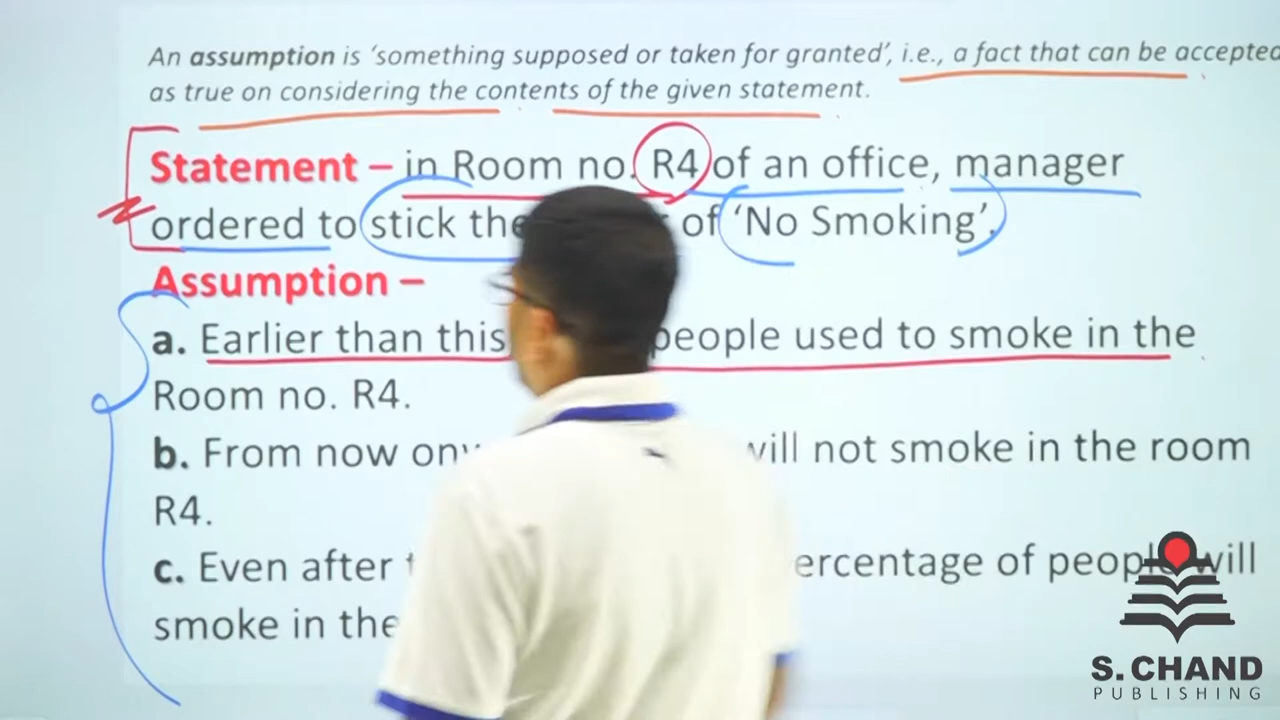 An assumption is ‘something supposed or taken for granted’, i.e., a fact that can be accepted
as true on considering the contents of the given statement.
Statement – in Room no. R4 of an office, manager
ordered to stick the of ‘No Smoking’.
Assumption –
a. Earlier than this people used to smoke in the
Room no. R4.
b. From now will not smoke in the room
R4.
c. Even after of people will
smoke in the
S. CHAND
PUBLISHING